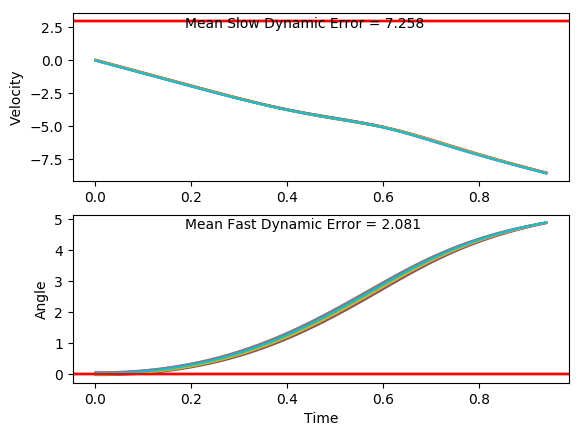 Mean Slow Dynamic Error = 7.258
2.5
0.0
−2.5
−5.0
−7.5
Velocity
0.0 0.2 0.4 0.6 0.8
Mean Fast Dynamic Error = 2.081
5
4
3
2
1
0
Angle
0.0 0.2 0.4 0.6 0.8
Time